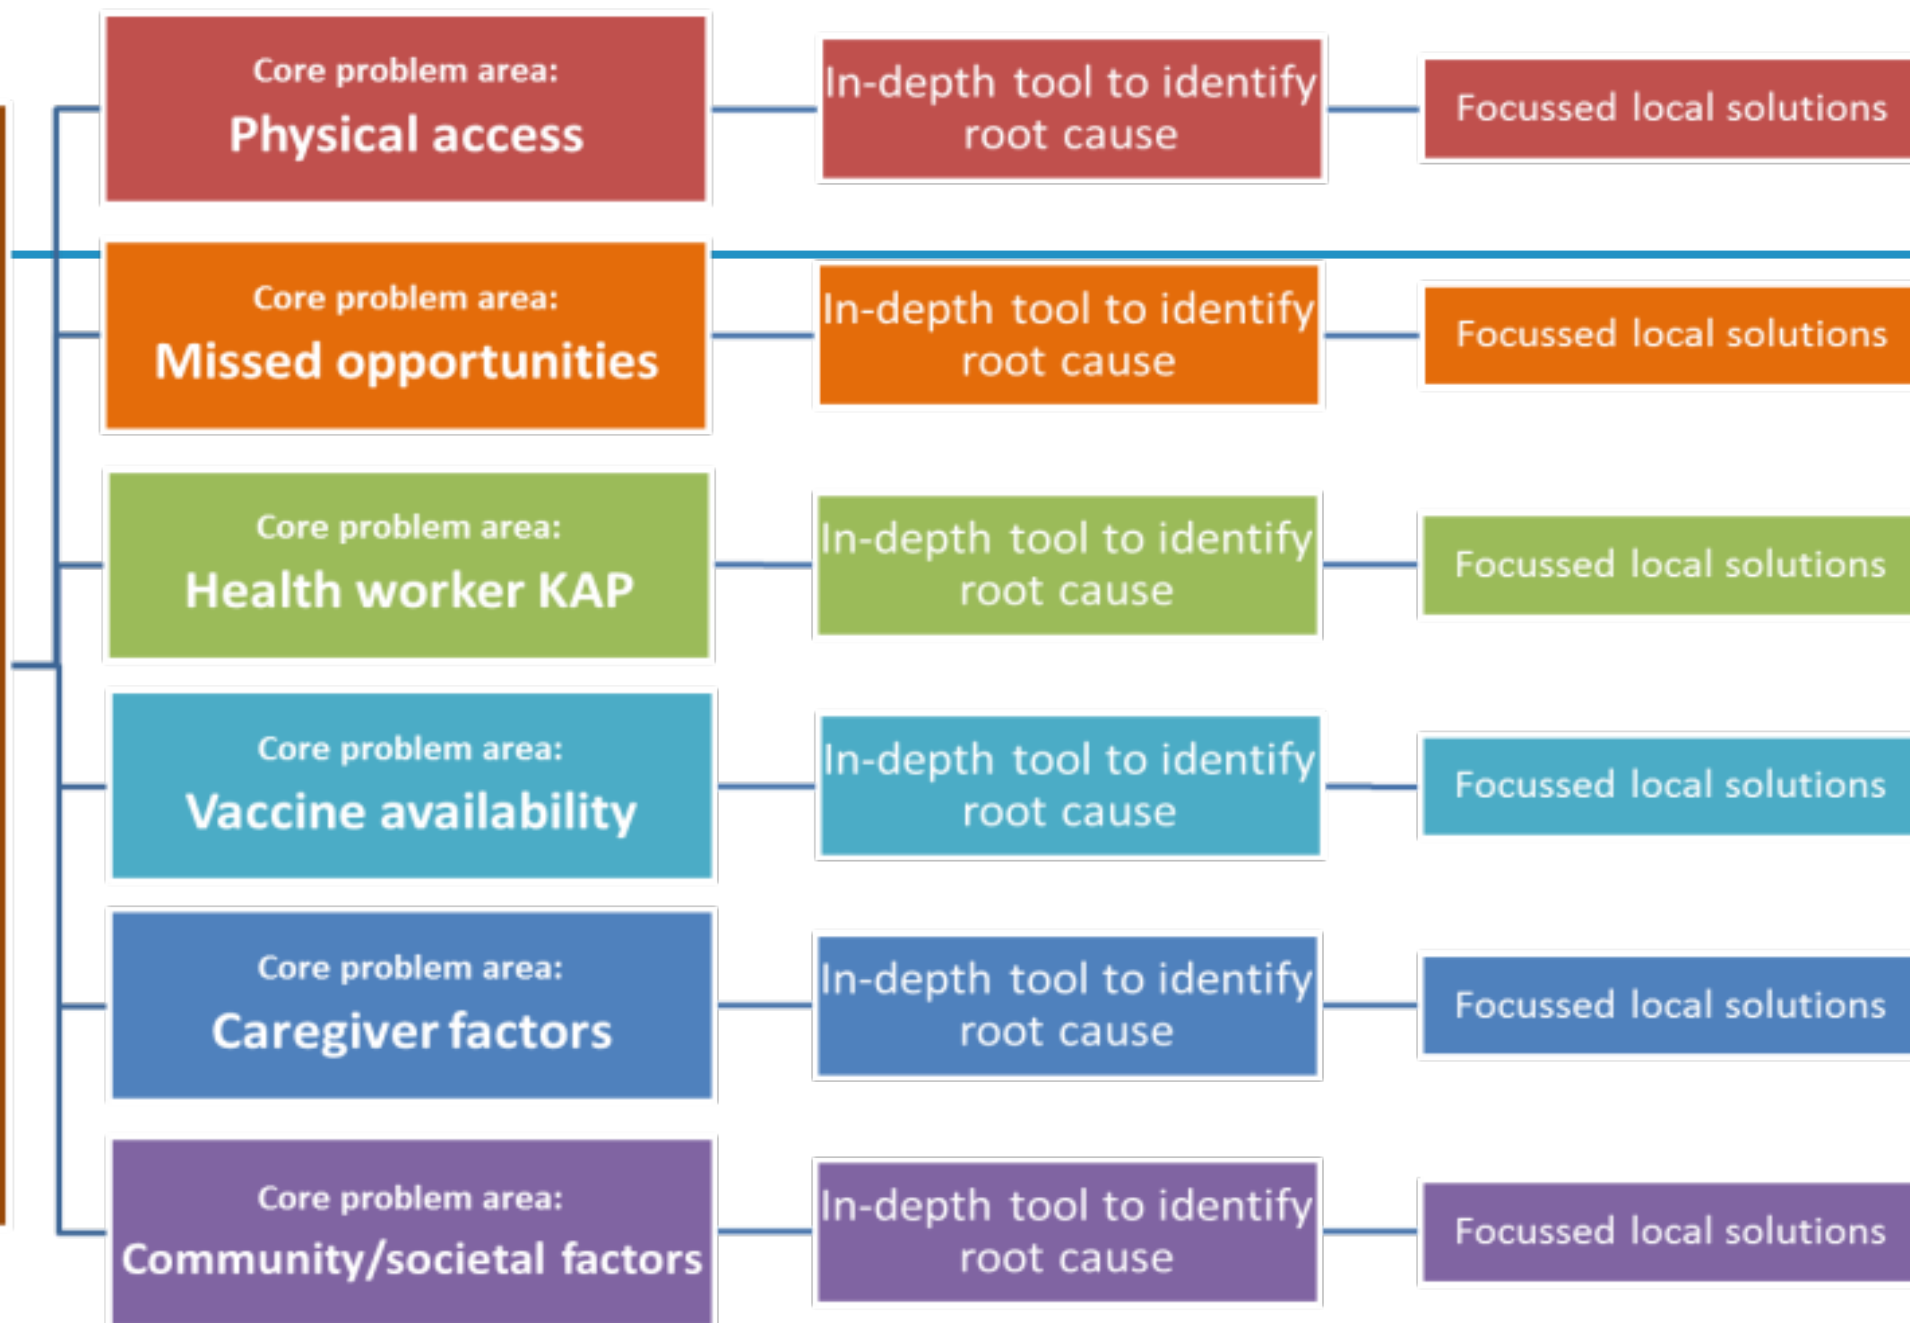 Core problem area:
Physical access
In-depth tool to identify
root cause
Focussed local solutions
Core problem area:
Missed opportunities
In-depth tool to identify
root cause
Focussed local solutions
Core problem area:
Health worker KAP
In-depth tool to identify
root cause
Focussed local solutions
Core problem area:
Vaccine availability
In-depth tool to identify
root cause
Focussed local solutions
Core problem area:
Caregiver factors
In-depth tool to identify
root cause
Focussed local solutions
Core problem area:
Community/societal factors
In-depth tool to identify
root cause
Focussed local solutions